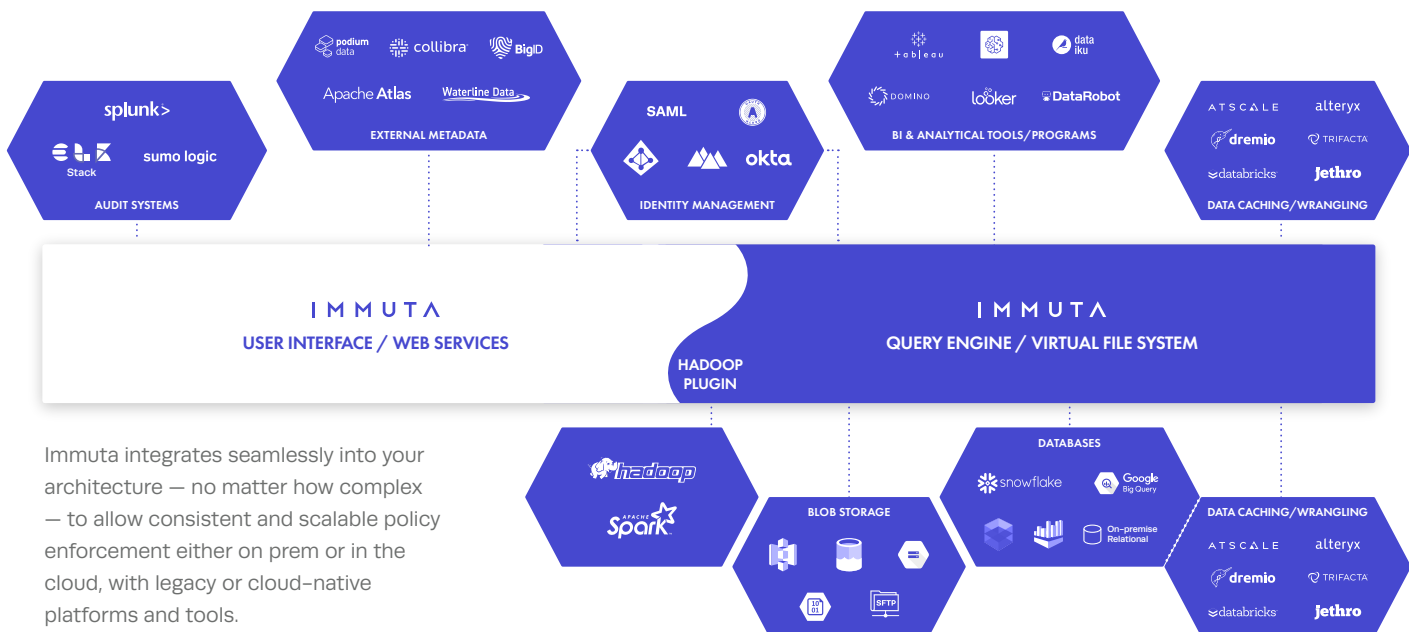 splunk>
ELK
Stack
sumo logic
AUDIT SYSTEMS
podium
data
collibra
BigID
Apache Atlas
Waterline Data
EXTERNAL METADATA
SAML
okta
IDENTITY MANAGEMENT
+ableau
data
iku
DOMINO
looker
DataRobot
BI & ANALYTICAL TOOLS/PROGRAMS
ATSCALE
alteryx
dremio
TRIFACTA
databricks
Jethro
DATA CACHING/WRANGLING
IMMUTA
USER INTERFACE / WEB SERVICES
HADOOP
PLUGIN
IMMUTA
QUERY ENGINE / VIRTUAL FILE SYSTEM
Immuta integrates seamlessly into your
architecture — no matter how complex
— to allow consistent and scalable policy
enforcement either on prem or in the
cloud, with legacy or cloud-native
platforms and tools.
hadoop
APACHE
Spark
BLOB STORAGE
10
01
SFTP
DATABASES
snowflake
Google
Big Query
On-premise
Relational
DATA CACHING/WRANGLING
ATSCALE
alteryx
dremio
TRIFACTA
databricks
Jethro